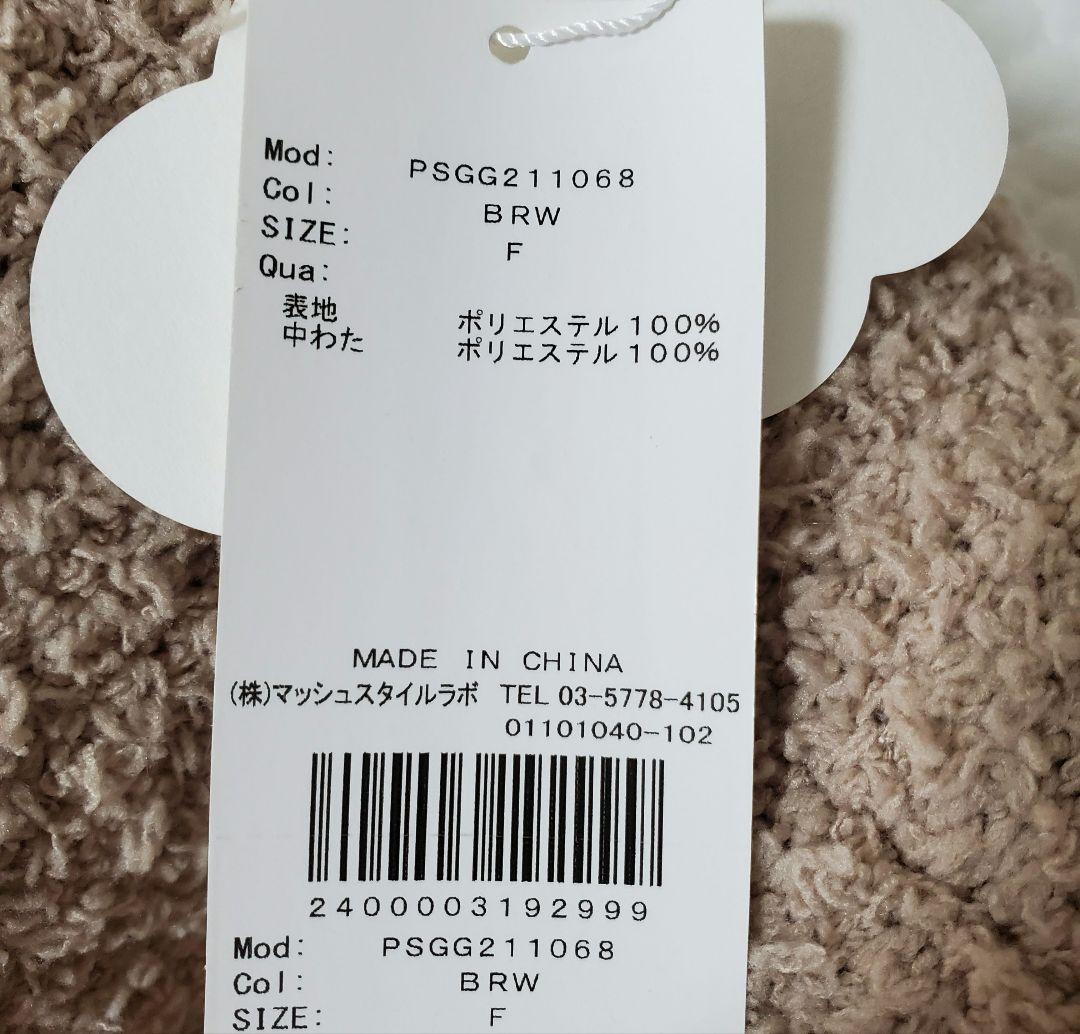 Mod: PSGG211068
Col: BRW
SIZE: F
Qua:
表地 ポリエステル100%
中わた ポリエステル100%
MADE IN CHINA
(株)マッシュスタイルラボ TEL 03-5778-4105
01101040-102
2400003192999
Mod: PSGG211068
Col: BRW
SIZE: F